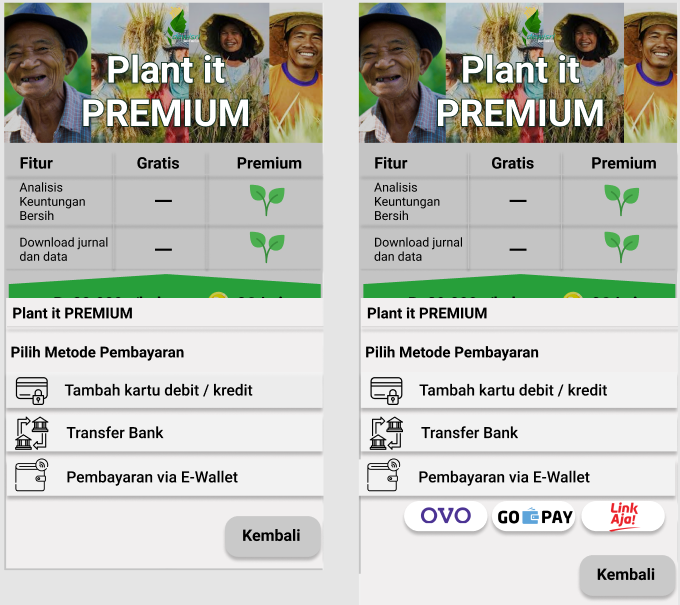 Plant it
PREMIUM
Fitur Gratis Premium
Analisis
Keuntungan
Bersih
Download jurnal
dan data
Plant it PREMIUM
Pilih Metode Pembayaran
Tambah kartu debit / kredit
Transfer Bank
Pembayaran via E-Wallet
Kembali
Plant it
PREMIUM
Fitur Gratis Premium
Analisis
Keuntungan
Bersih
Download jurnal
dan data
Plant it PREMIUM
Pilih Metode Pembayaran
Tambah kartu debit / kredit
Transfer Bank
Pembayaran via E-Wallet
OVO GO PAY Link
Aja!
Kembali